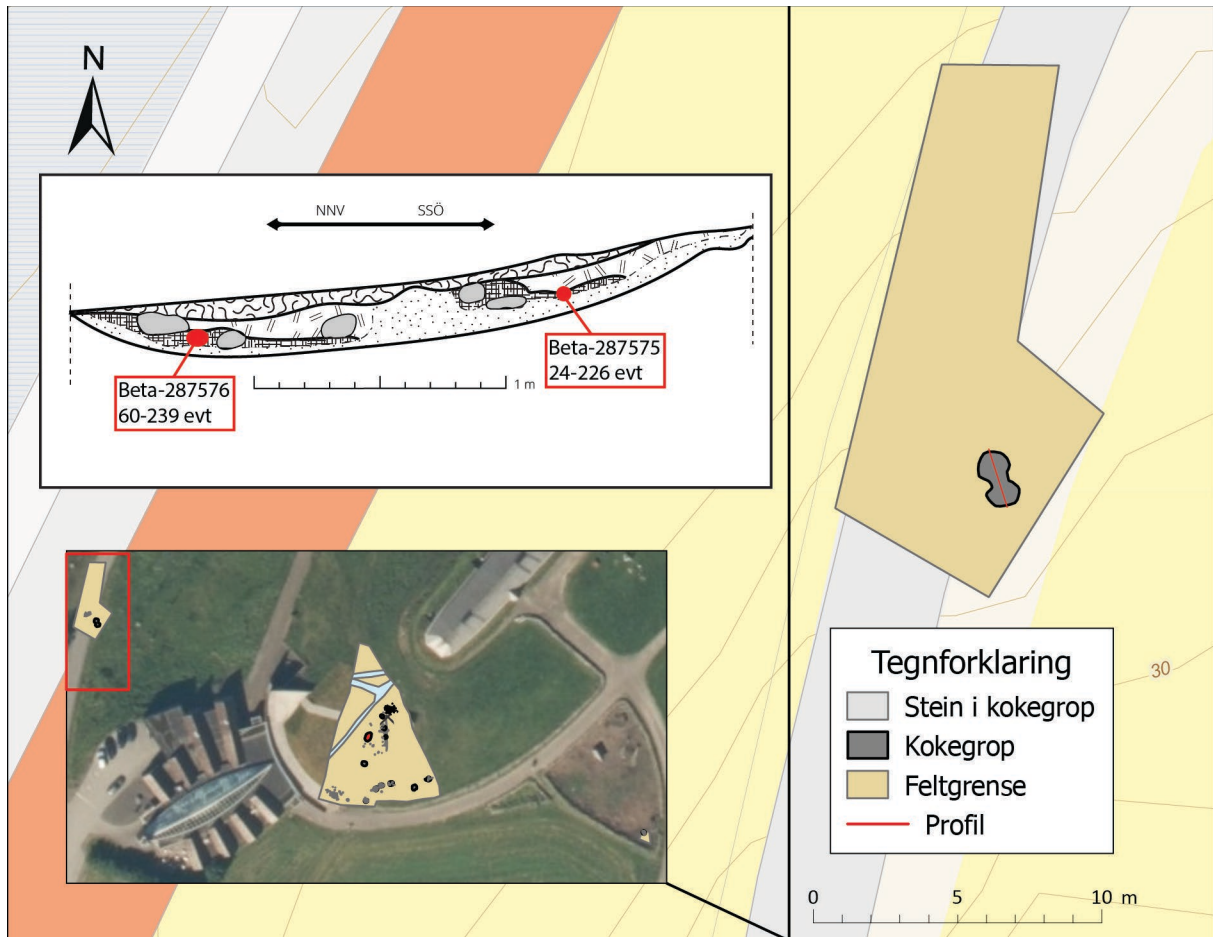 N
NNV SSÖ
Beta-287576
60-239 evt
1 m
Beta-287575
24-226 evt
Tegnforklaring
Stein i kokegrop
Kokegrop
Feltgrense
Profil
30
0 5 10 m